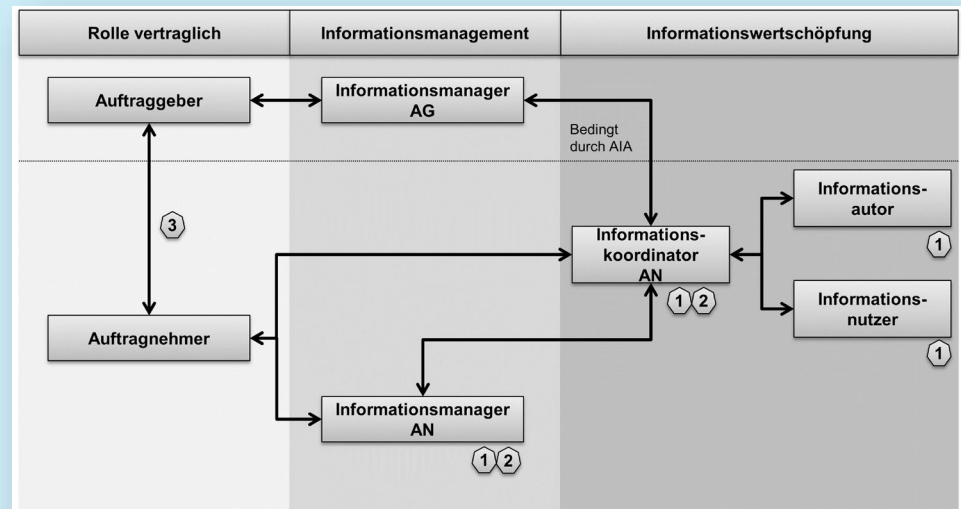 Rolle vertraglich
Informationsmanagement
Informationswertschöpfung
Auftraggeber
Informationsmanager
AG
Bedingt
durch AIA
Informations-
autor
1
3
Informations-
koordinator
AN
1 2
Informations-
nutzer
1
Auftragnehmer
Informationsmanager
AN
1 2